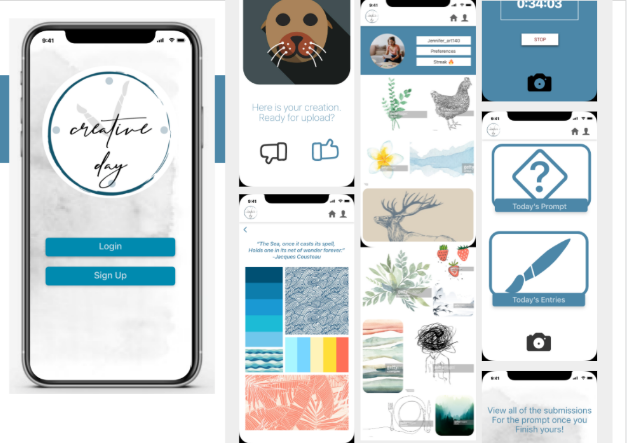 9:41
creative
day
Login
Sign Up
Here is your creation.
Ready for upload?
9:41
"The Sea, once it casts its spell,
Holds one in its net of wonder forever."
-Jacques Cousteau
9:41
Preferences
Streak
0:34:03
STOP
9:41
Today's Prompt
Today's Entries
9:41
View all of the submissions
For the prompt once you
Finish yours!